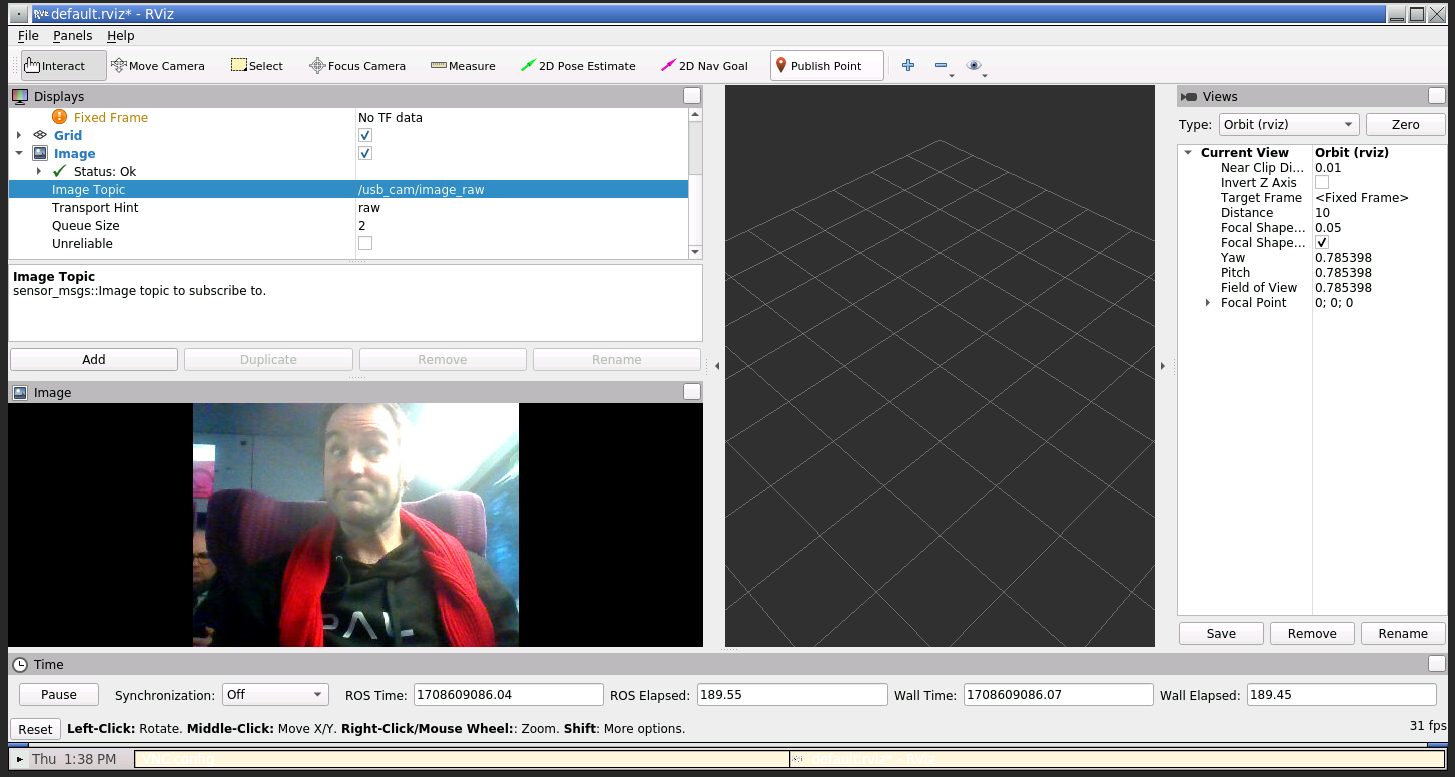 default.rviz* - RViz
File Panels Help
Interact Move Camera Select Focus Camera Measure 2D Pose Estimate 2D Nav Goal Publish Point
Displays
Fixed Frame No TF data
Grid
Image
Status: Ok
Image Topic /usb_cam/image_raw
Transport Hint raw
Queue Size 2
Unreliable
Image Topic
sensor_msgs::Image topic to subscribe to.
Add Duplicate Remove Rename
Image
Views
Type: Orbit (rviz) Zero
Current View Orbit (rviz)
Near Clip Di... 0.01
Invert Z Axis
Target Frame <Fixed Frame>
Distance 10
Focal Shape... 0.05
Focal Shape...
Yaw 0.785398
Pitch 0.785398
Field of View 0.785398
Focal Point 0; 0; 0
Save Remove Rename
Time
Pause Synchronization: Off ROS Time: 1708609086.04 ROS Elapsed: 189.55 Wall Time: 1708609086.07 Wall Elapsed: 189.45
Reset Left-Click: Rotate. Middle-Click: Move X/Y. Right-Click/Mouse Wheel:: Zoom. Shift: More options. 31 fps
Thu 1:38 PM VNC config default.rviz* - RViz